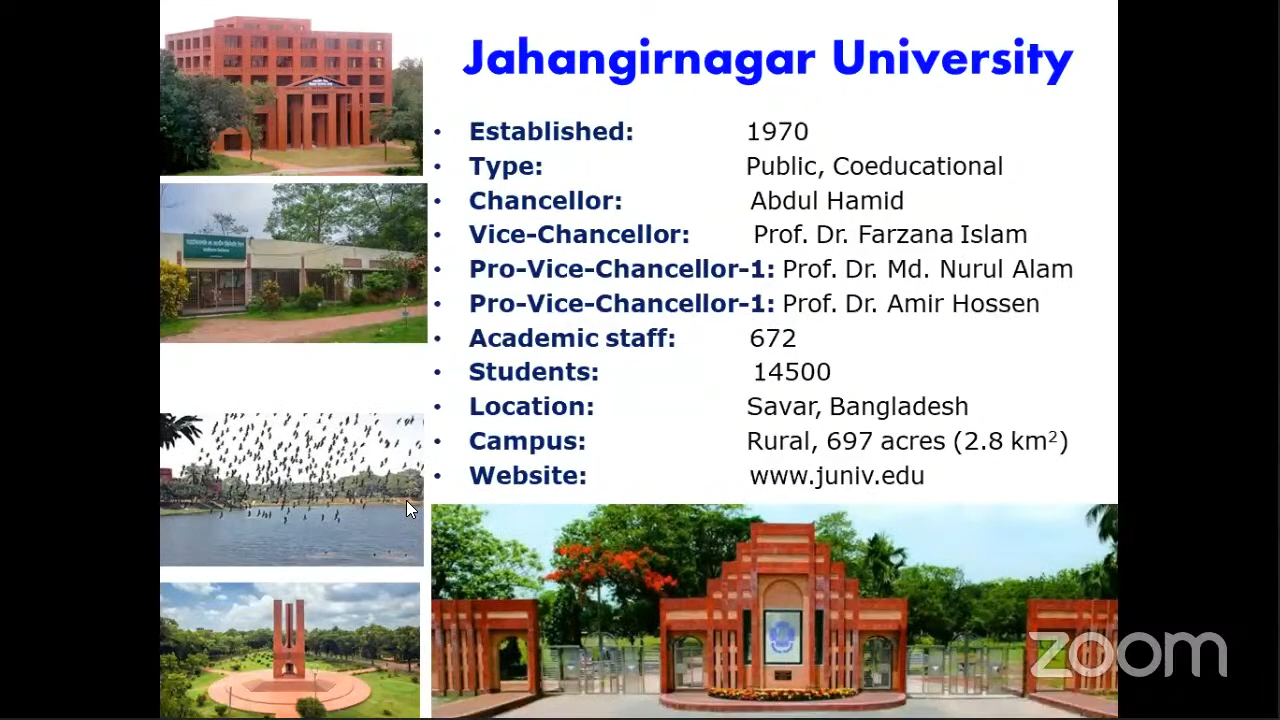 Jahangirnagar University
• Established: 1970
• Type: Public, Coeducational
• Chancellor: Abdul Hamid
• Vice-Chancellor: Prof. Dr. Farzana Islam
• Pro-Vice-Chancellor-1: Prof. Dr. Md. Nurul Alam
• Pro-Vice-Chancellor-1: Prof. Dr. Amir Hossen
• Academic staff: 672
• Students: 14500
• Location: Savar, Bangladesh
• Campus: Rural, 697 acres (2.8 km²)
• Website: www.juniv.edu
zoom